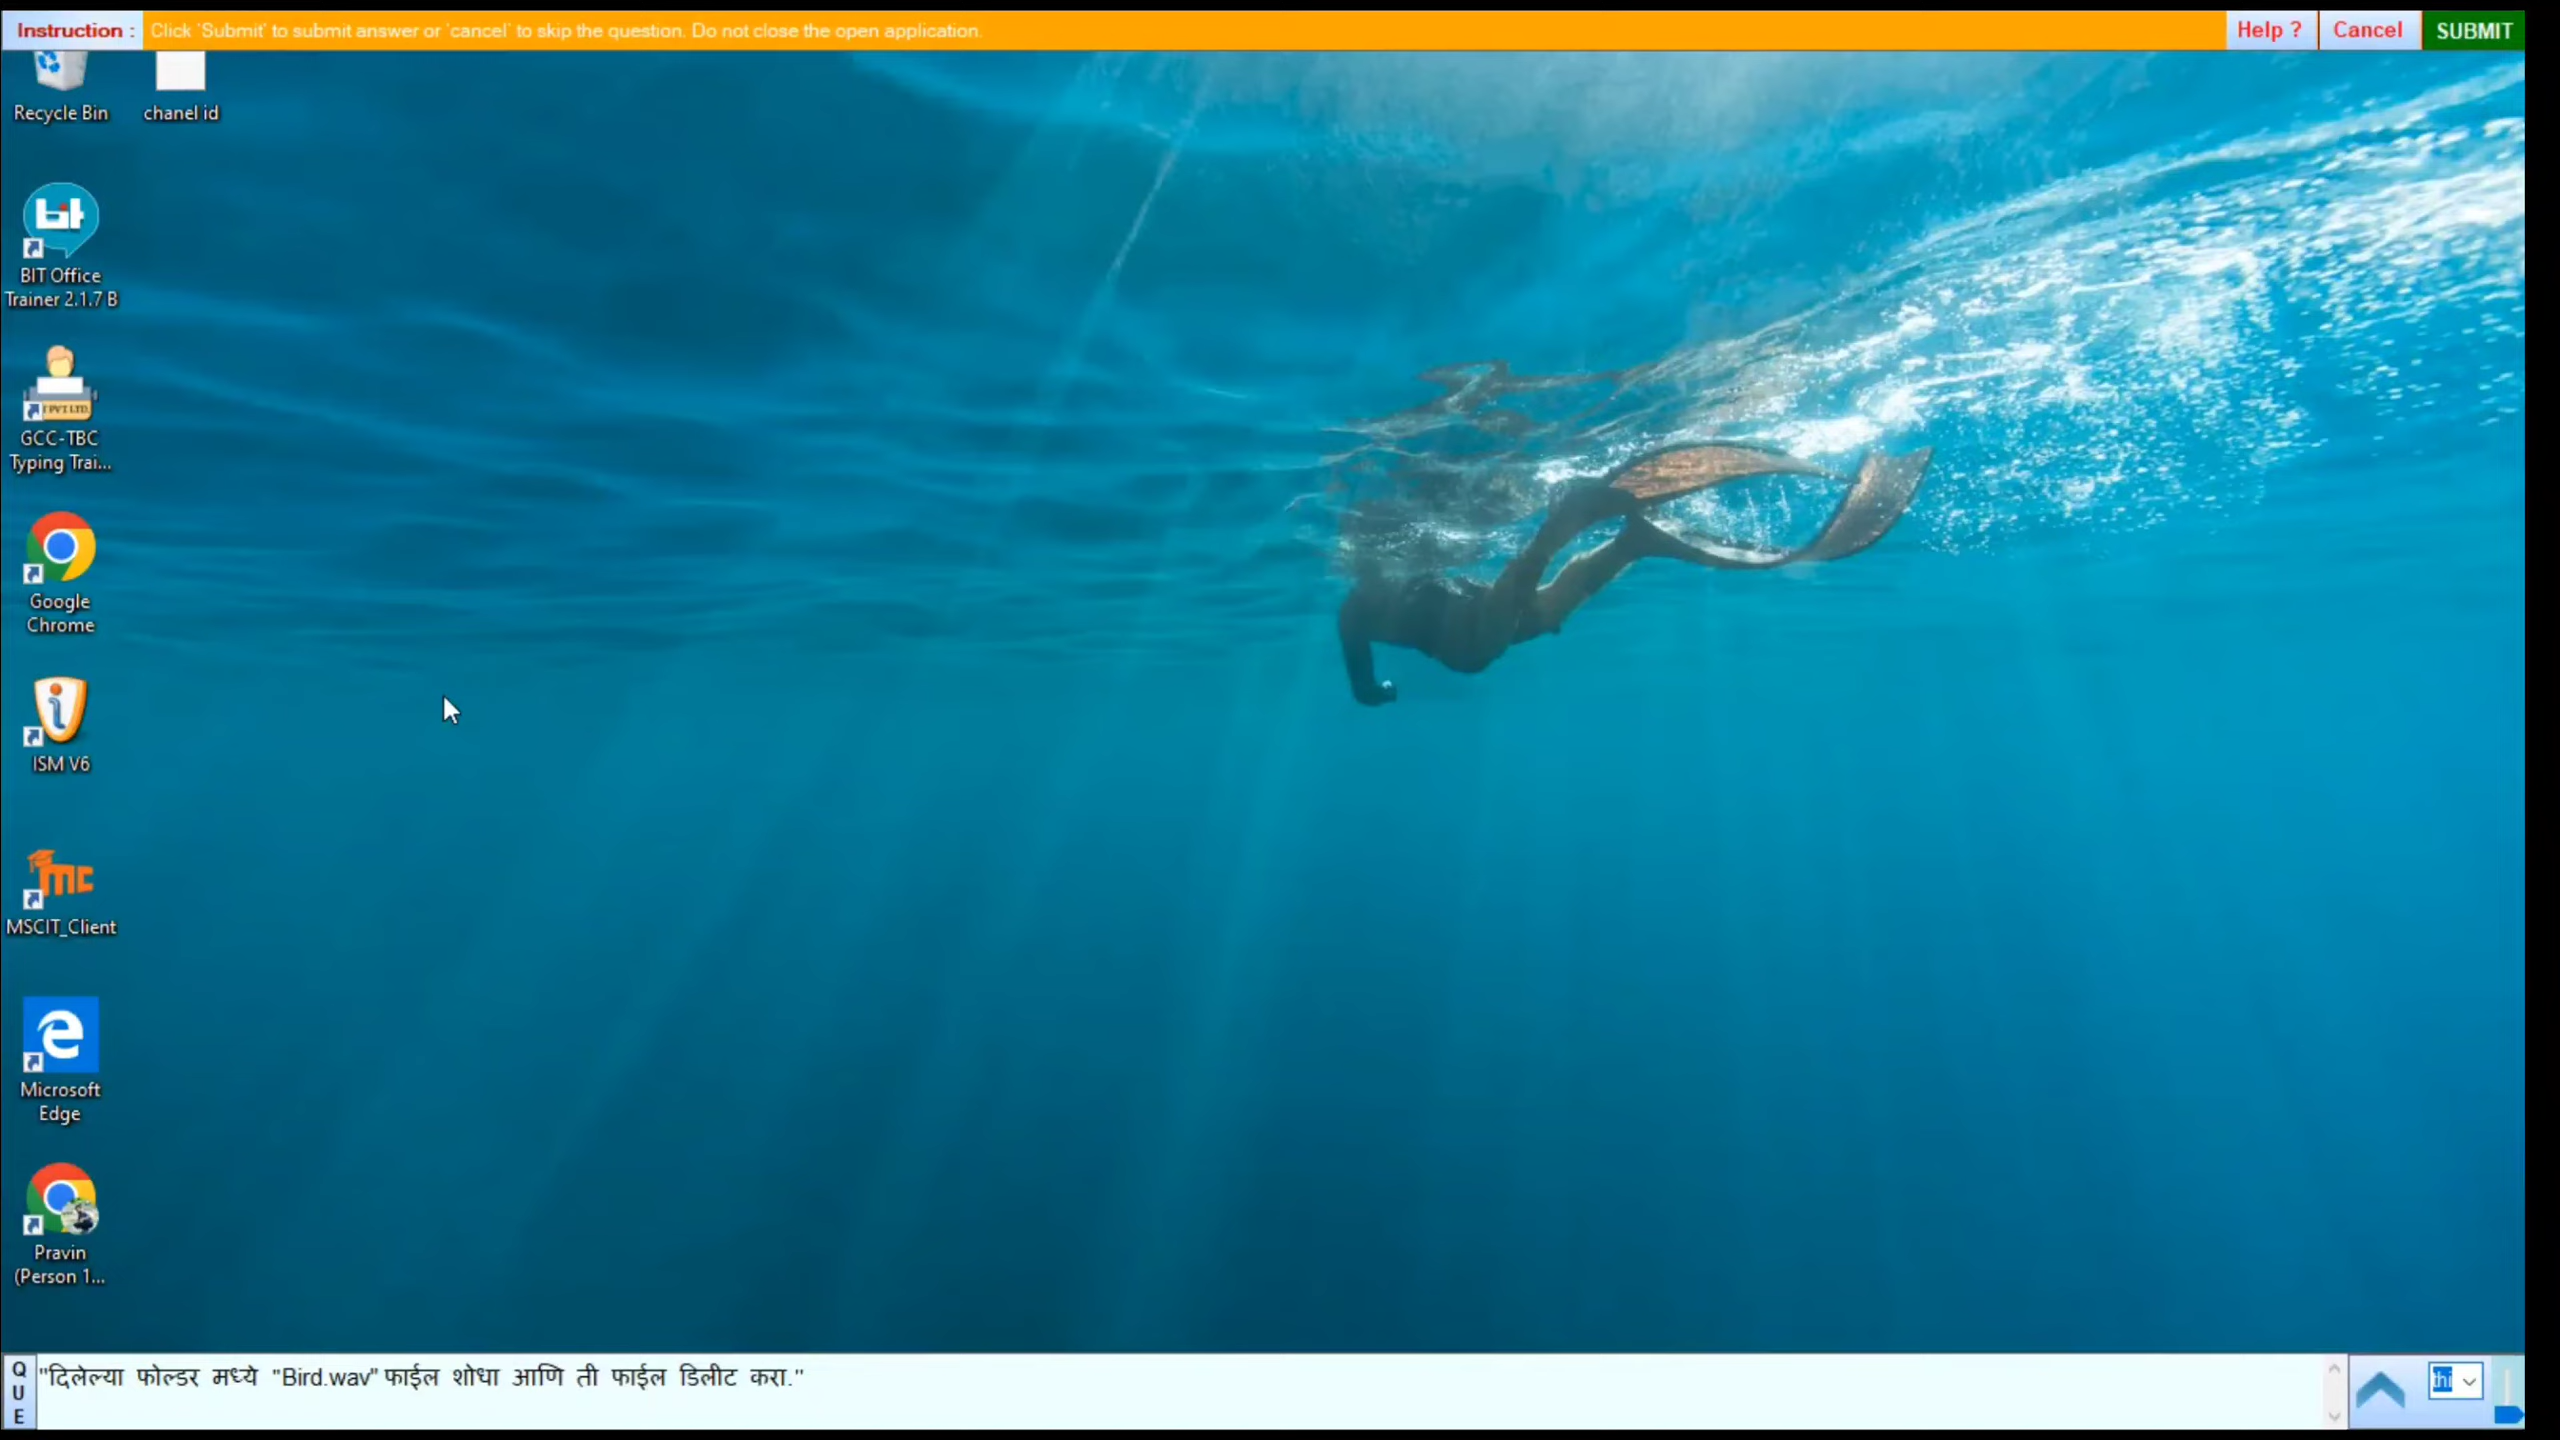 Instruction :
Click 'Submit' to submit answer or 'cancel' to skip the question. Do not close the open application.
Help ?
Cancel
SUBMIT
Recycle Bin
chanel id
bit
BIT Office
Trainer 2.1.7 B
GCC-TBC
Typing Trai...
Google
Chrome
ISM V6
mc
MSCIT_Client
Microsoft
Edge
Pravin
(Person 1...
QUE
"दिलेल्या फोल्डर मध्ये "Bird.wav" फाईल शोधा आणि ती फाईल डिलीट करा."